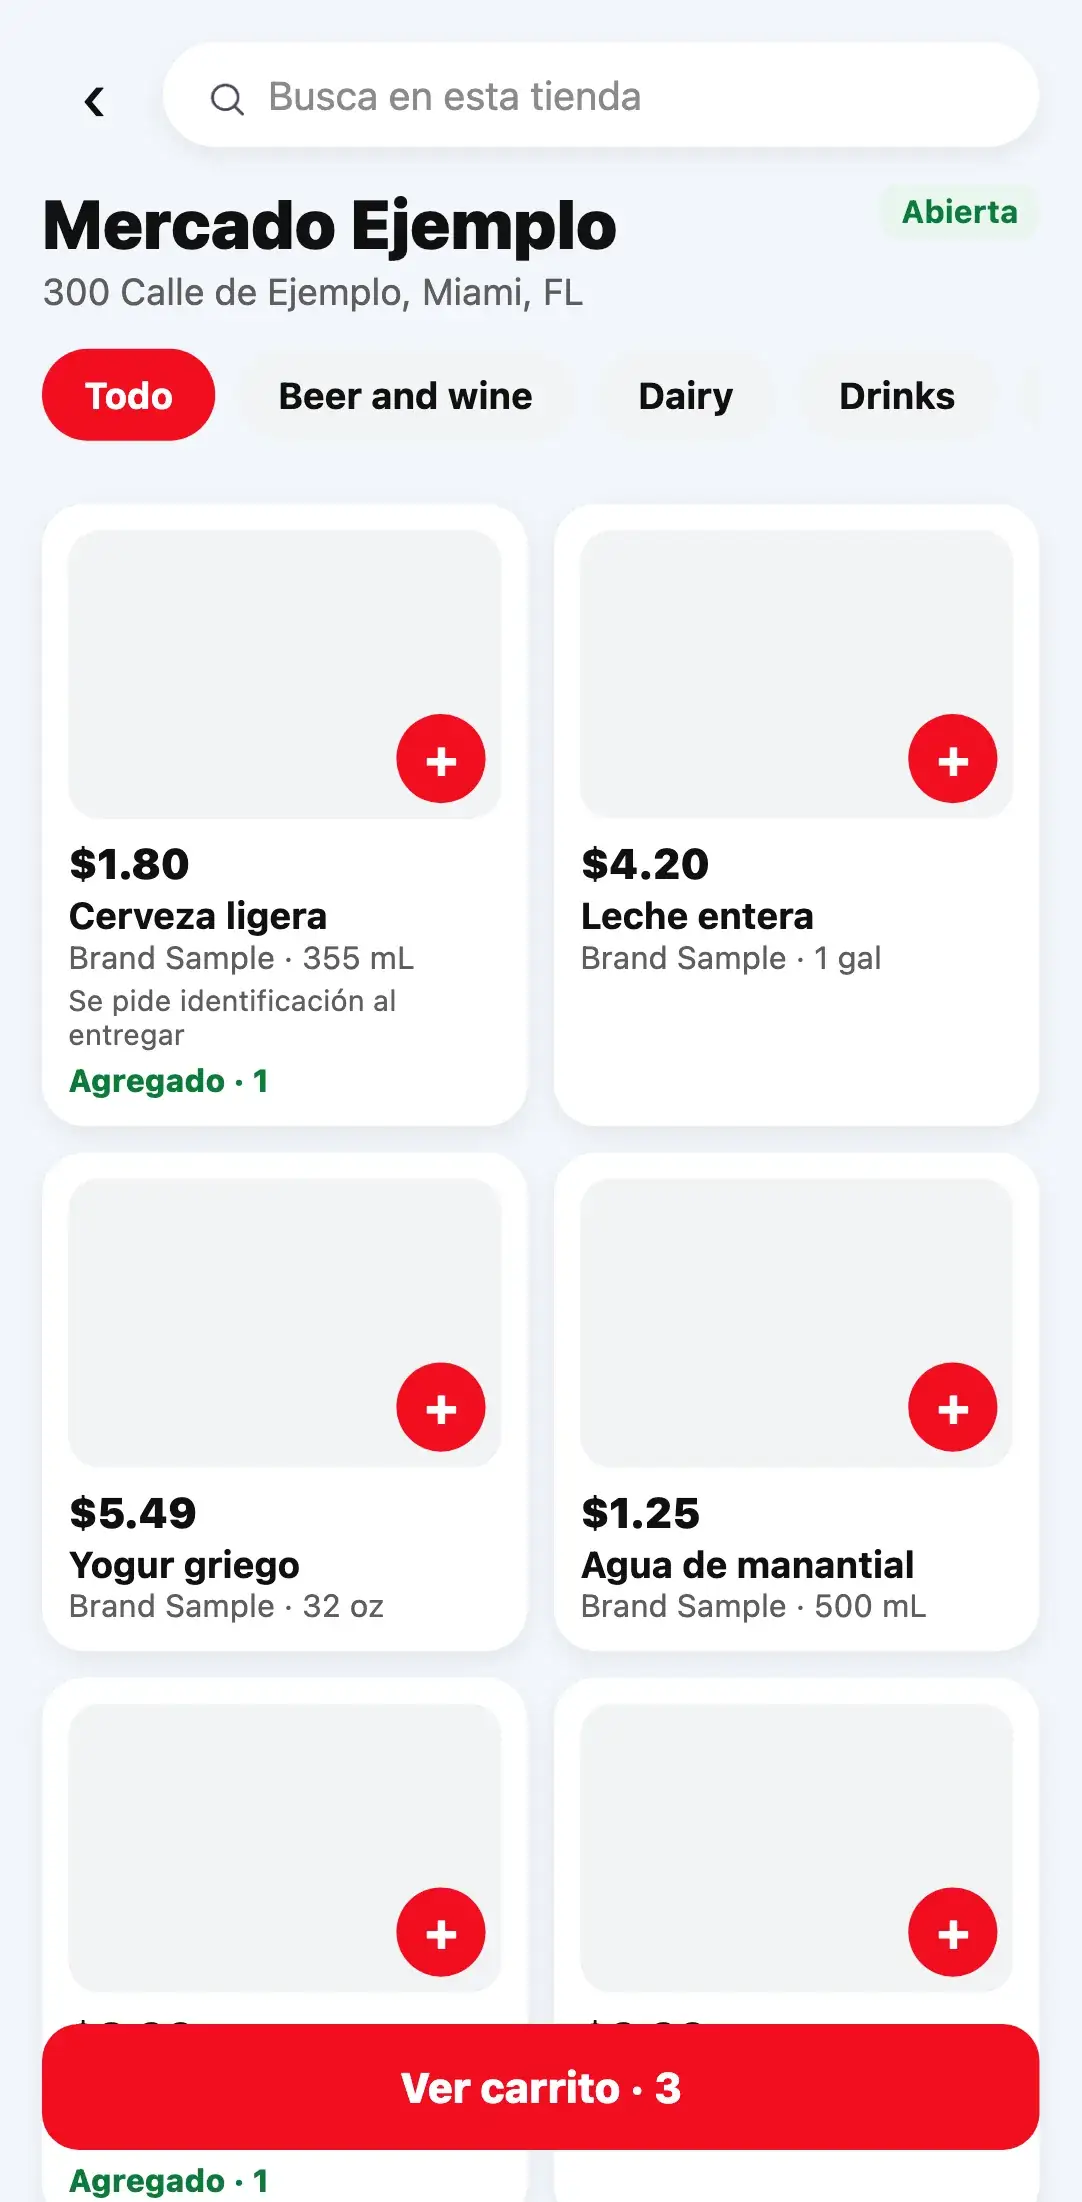 Busca en esta tienda
Mercado Ejemplo
Abierta
300 Calle de Ejemplo, Miami, FL
Todo
Beer and wine
Dairy
Drinks
+
+
$1.80
Cerveza ligera
Brand Sample · 355 mL
Se pide identificación al
entregar
Agregado · 1
$4.20
Leche entera
Brand Sample · 1 gal
+
+
$5.49
Yogur griego
Brand Sample · 32 oz
$1.25
Agua de manantial
Brand Sample · 500 mL
+
+
Ver carrito · 3
Agregado · 1